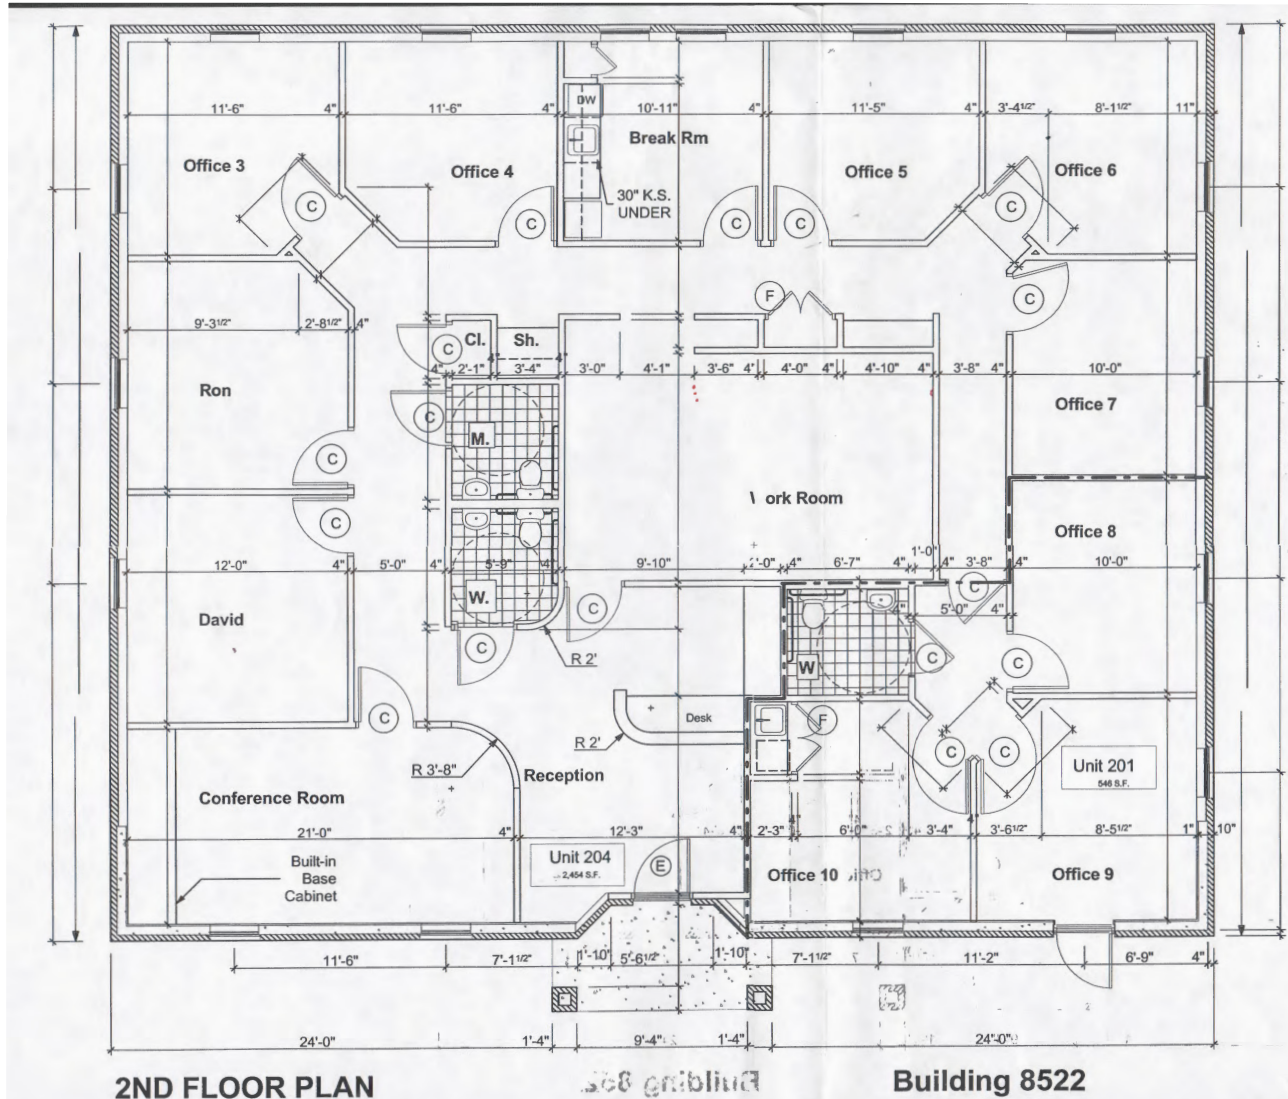 11'-6" 4" 11'-6" 4" 10'-11" 4" 11'-5" 4" 3'-4 1/2" 8'-1 1/2" 11"
DW
Office 3
Office 4
Break Rm
Office 5
Office 6
30" K.S.
UNDER
C C C C C
F
C
9'-3 1/2" 2'-8 1/2" 4"
Cl. Sh.
C
4" 2'-1" 4" 3'-4" 4" 3'-0" 4'-1" 3'-6" 4" 4'-0" 4" 4'-10" 4" 3'-8" 4" 10'-0"
Ron
Office 7
C
M.
C
ork Room
C
Office 8
12'-0" 4" 5'-0" 4" 5'-9" 4" 9'-10" 4" 6'-7" 4" 1'-0" 4" 3'-8" 4" 10'-0"
C
W.
C
4" 5'-0" 4"
David
C
R 2'
W
C
C
C
Desk
F
R 2'
C C
R 3'-8"
Reception
Unit 201
546 S.F.
Conference Room
21'-0" 4" 12'-3" 4" 2'-3" 4" 6'-0" 3'-4" 4" 3'-6 1/2" 8'-5 1/2" 1" 10"
Unit 204
2,454 S.F.
E
Built-in
Base
Cabinet
Office 10
Office 9
11'-6" 7'-1 1/2" 1'-10" 5'-6 1/2" 1'-10" 7'-1 1/2" 11'-2" 6'-9" 4"
24'-0" 1'-4" 9'-4" 1'-4" 24'-0"
2ND FLOOR PLAN
Building 8522